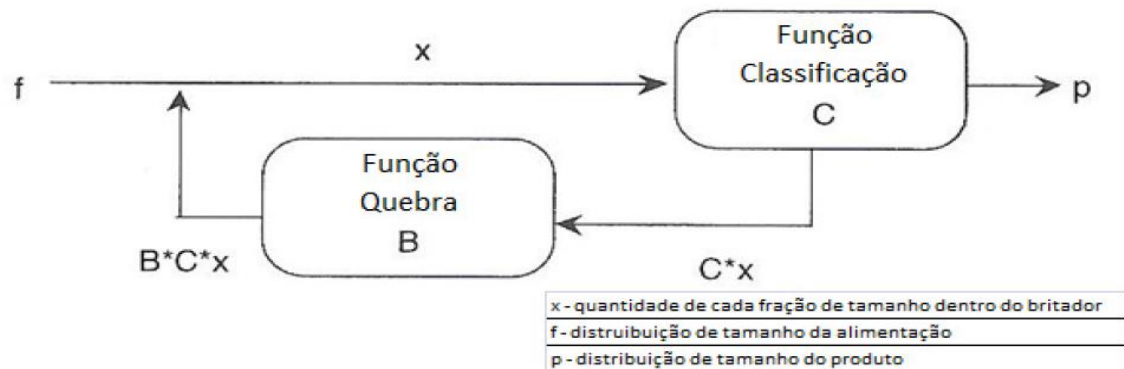 Função
Classificação
C
x
f
p
Função
Quebra
B
B*C*x
C*x
x - quantidade de cada fração de tamanho dentro do britador
f - distruibuição de tamanho da alimentação
p - distribuição de tamanho do produto